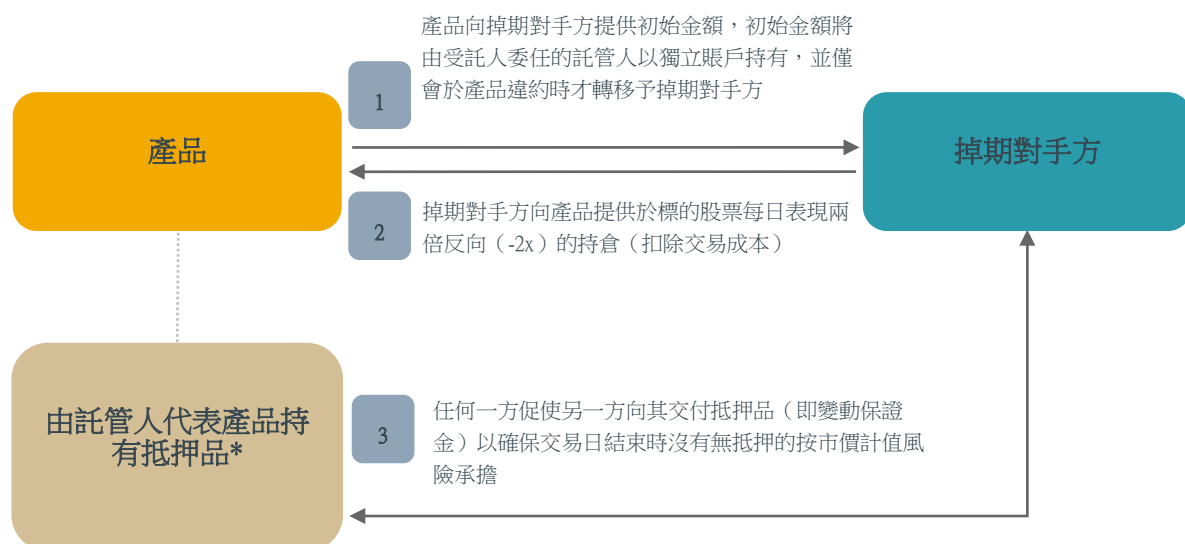 產品向掉期對手方提供初始金額，初始金額將
由受託人委任的託管人以獨立賬戶持有，並僅
會於產品違約時才轉移予掉期對手方
1
產品
掉期對手方
2
掉期對手方向產品提供於標的股票每日表現兩
倍反向（-2x）的持倉（扣除交易成本）
由託管人代表產品持
有抵押品*
3
任何一方促使另一方向其交付抵押品（即變動保證
金）以確保交易日結束時沒有無抵押的按市價計值風
險承擔